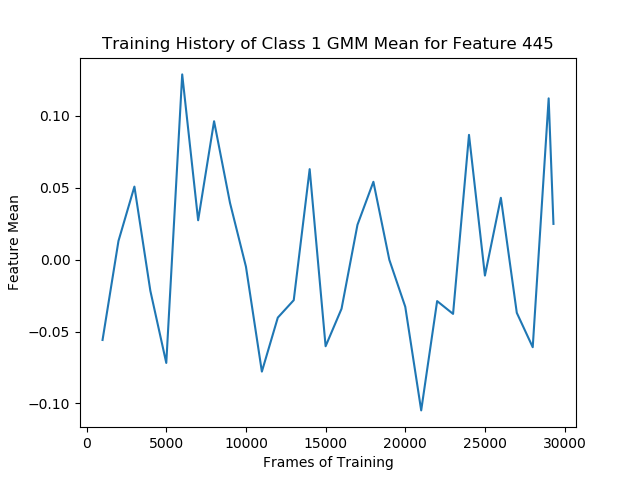 Training History of Class 1 GMM Mean for Feature 445
Feature Mean
0.10
0.05
0.00
−0.05
−0.10
0 5000 10000 15000 20000 25000 30000
Frames of Training